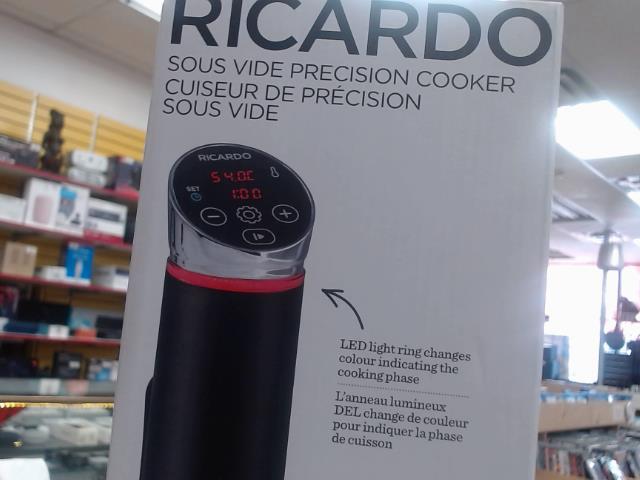 RICARDO
SOUS VIDE PRECISION COOKER
CUISEUR DE PRÉCISION
SOUS VIDE
RICARDO
54.0C
SET
1:00
LED light ring changes
colour indicating the
cooking phase
L'anneau lumineux
DEL change de couleur
pour indiquer la phase
de cuisson